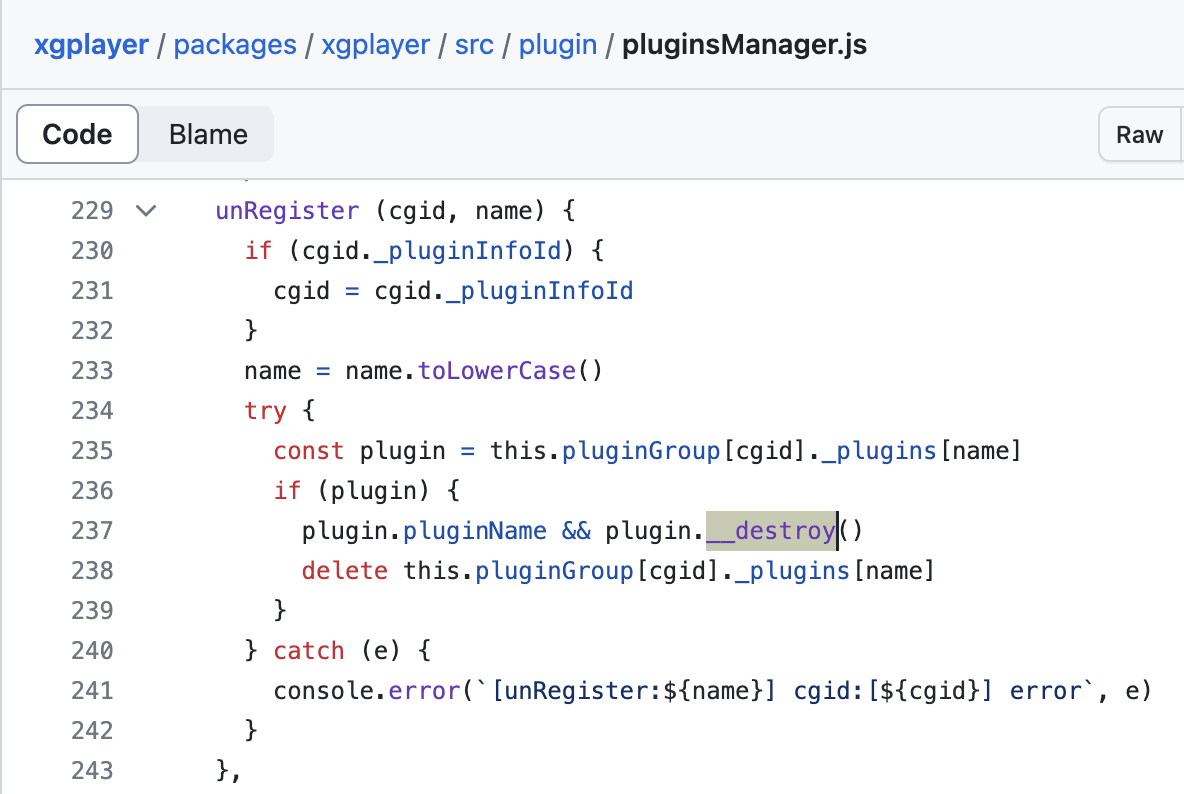 xgplayer / packages / xgplayer / src / plugin / pluginsManager.js
Code Blame Raw
229 unRegister (cgid, name) {
230 if (cgid._pluginInfoId) {
231 cgid = cgid._pluginInfoId
232 }
233 name = name.toLowerCase()
234 try {
235 const plugin = this.pluginGroup[cgid]._plugins[name]
236 if (plugin) {
237 plugin.pluginName && plugin.__destroy()
238 delete this.pluginGroup[cgid]._plugins[name]
239 }
240 } catch (e) {
241 console.error(`[unRegister:${name}] cgid:[${cgid}] error`, e)
242 }
243 },